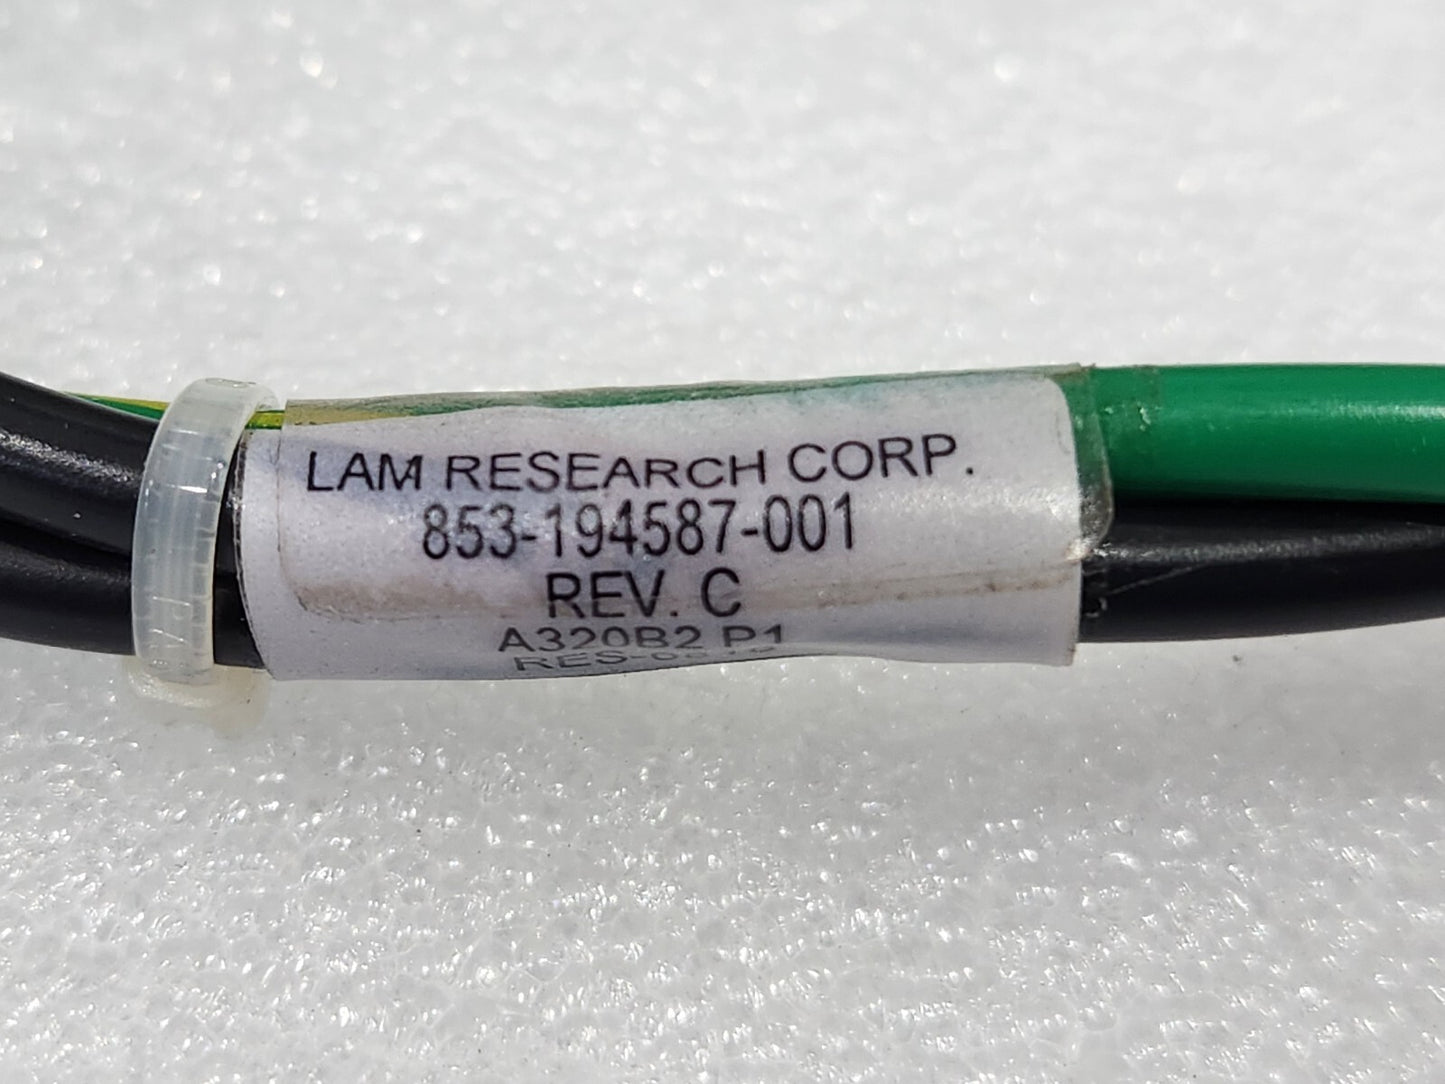 LAM RESEARCH CORP.
853-194587-001
REV. C
A320B2 P1